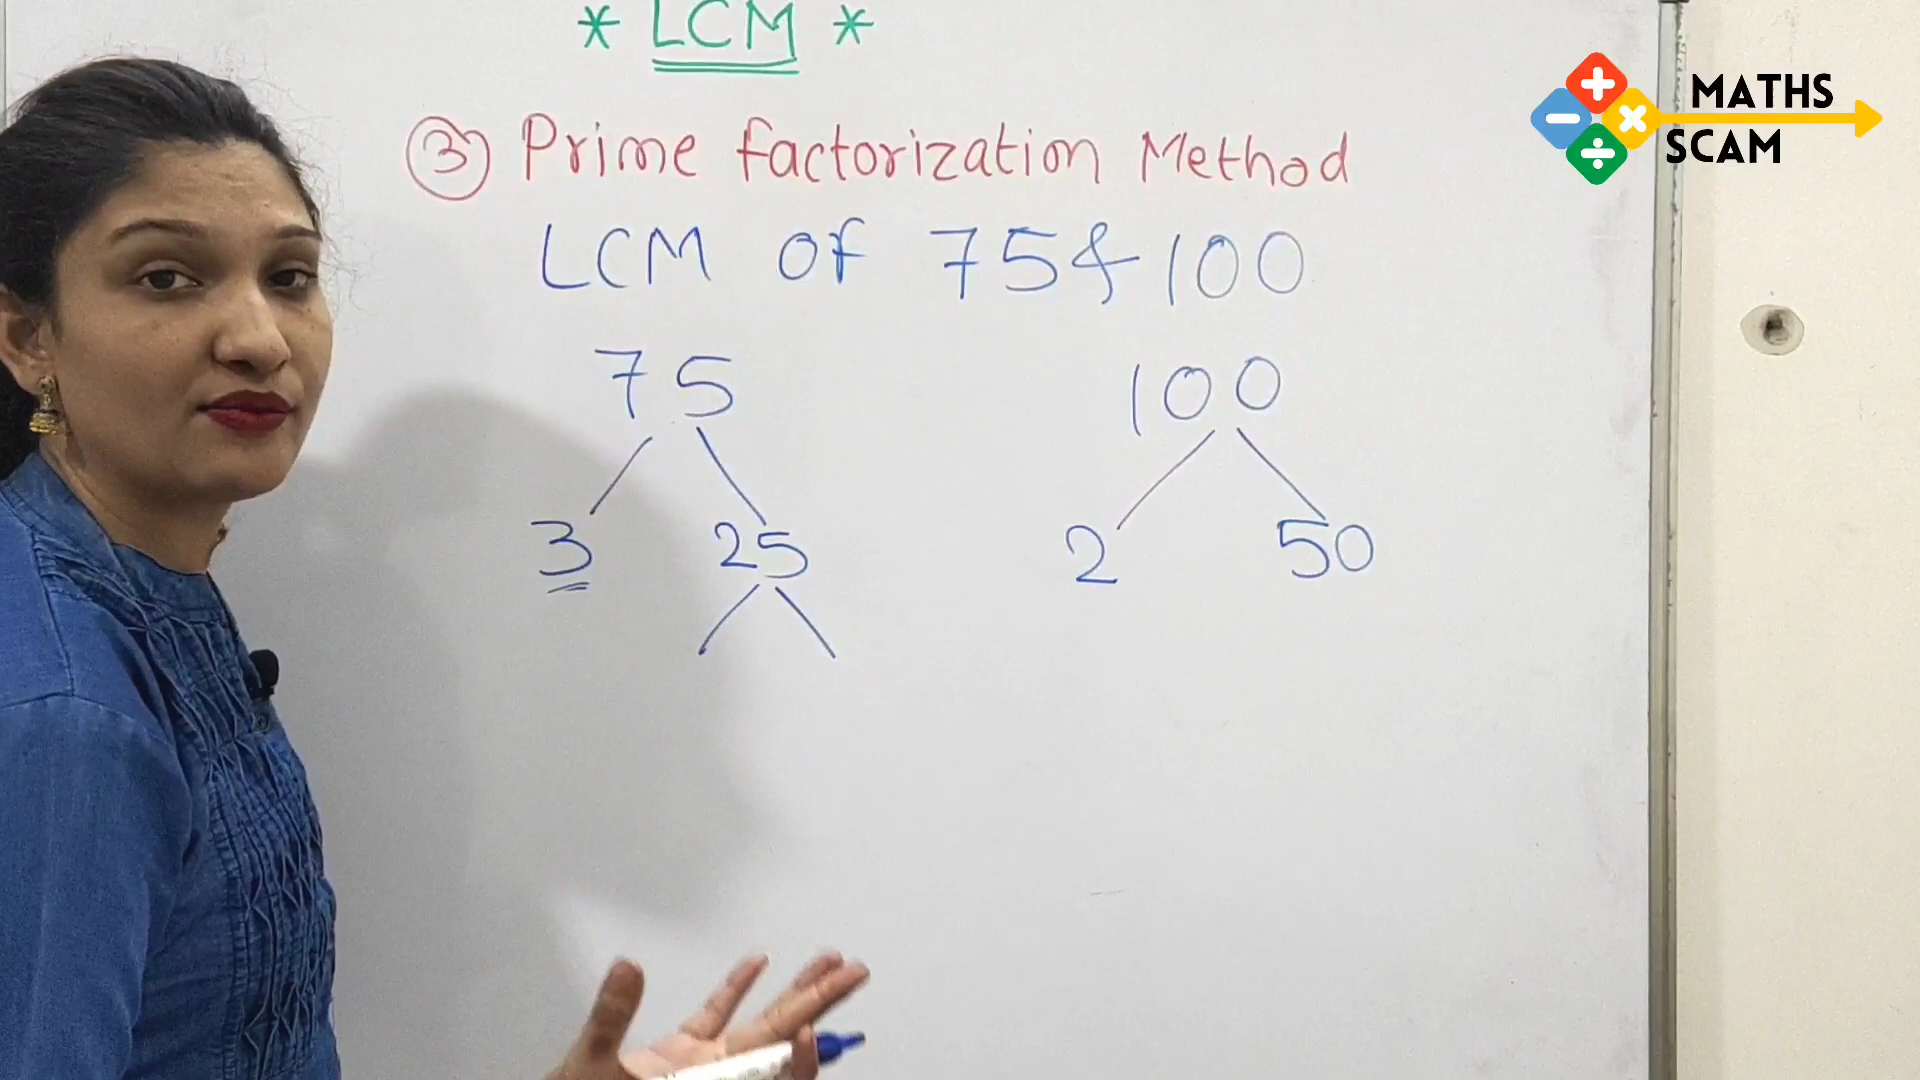 * LCM *
③ Prime factorization Method
LCM of 75 & 100
75 100
3 25 2 50
MATHS
SCAM